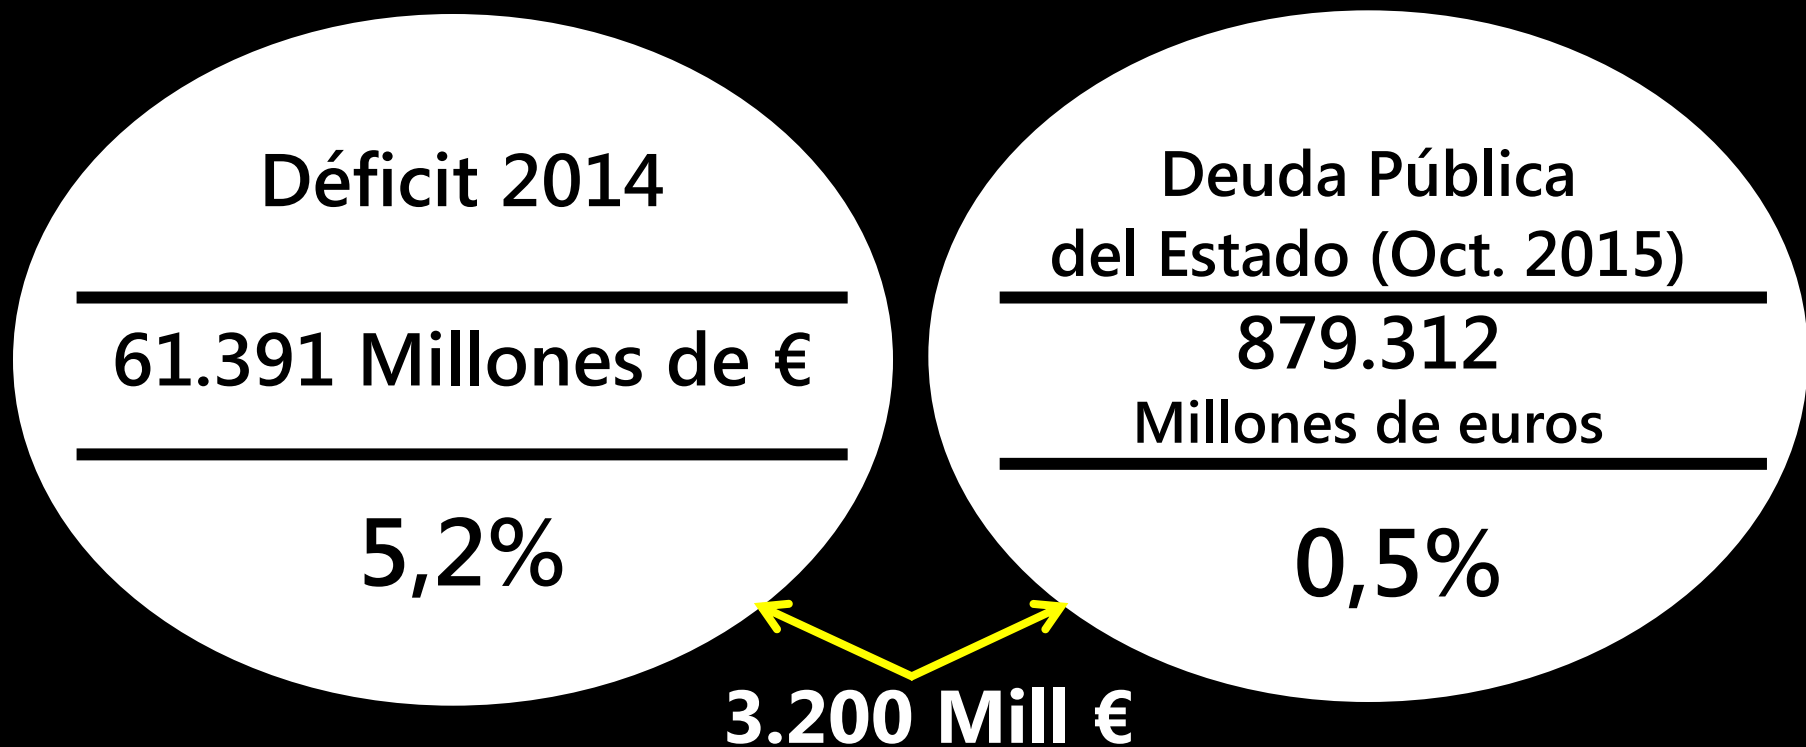 Déficit 2014
61.391 Millones de €
5,2%
Deuda Pública
del Estado (Oct. 2015)
879.312
Millones de euros
0,5%
3.200 Mill €